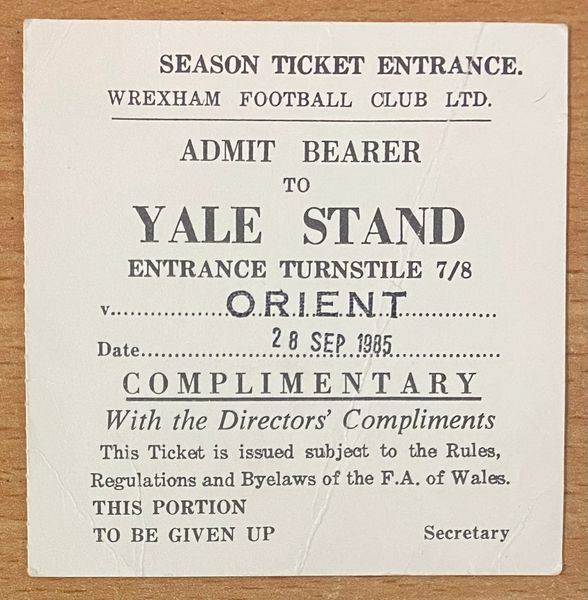 SEASON TICKET ENTRANCE.
WREXHAM FOOTBALL CLUB LTD.
ADMIT BEARER
TO
YALE STAND
ENTRANCE TURNSTILE 7/8
v.............ORIENT.............
Date.............28 SEP 1985.............
COMPLIMENTARY
With the Directors' Compliments
This Ticket is issued subject to the Rules,
Regulations and Byelaws of the F.A. of Wales.
THIS PORTION
TO BE GIVEN UP Secretary